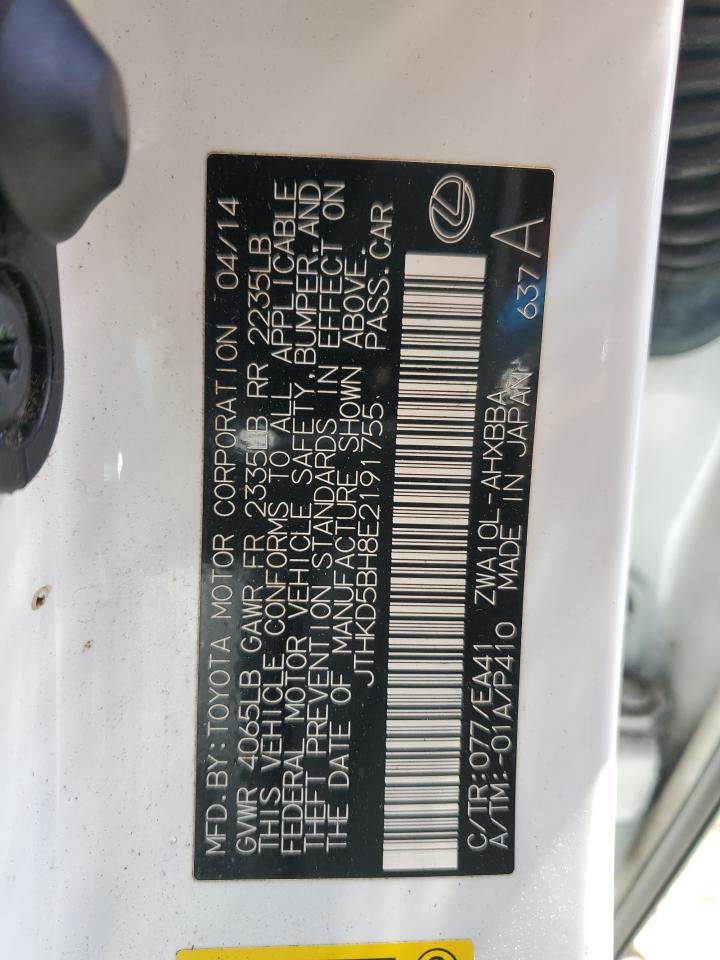 MFD. BY: TOYOTA MOTOR CORPORATION 04/14
GVWR 4065LB GAWR FR 2335LB RR 2235LB
THIS VEHICLE CONFORMS TO ALL APPLICABLE
FEDERAL MOTOR VEHICLE SAFETY, BUMPER, AND
THEFT PREVENTION STANDARDS IN EFFECT ON
THE DATE OF MANUFACTURE SHOWN ABOVE.
JTHKD5BH8E2191755 PASS. CAR
C/TR: 077/EA41 ZWA10L-AHXBBA
A/TM: -01A/P410 MADE IN JAPAN 637 A